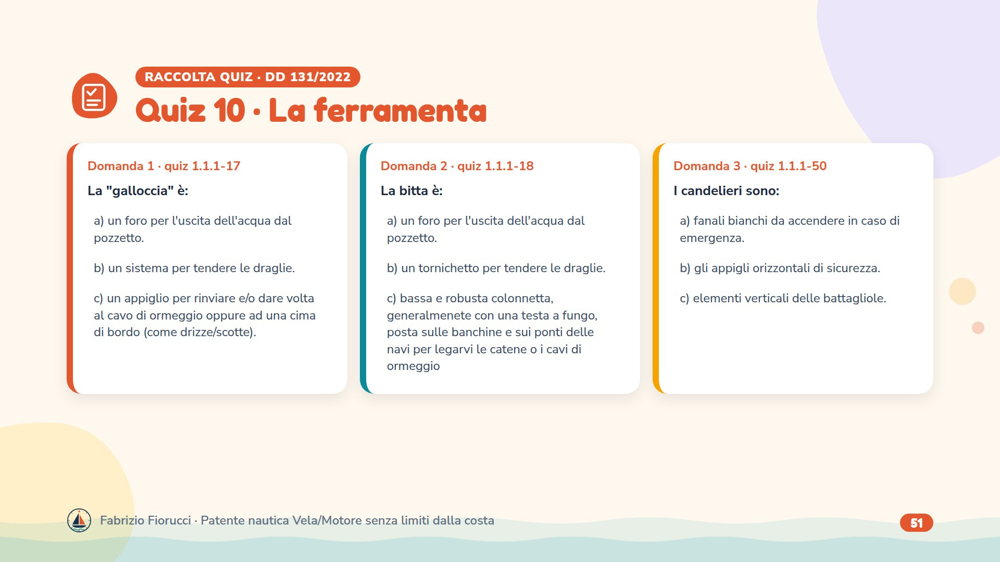 RACCOLTA QUIZ · DD 131/2022
Quiz 10 · La ferramenta
Domanda 1 · quiz 1.1.1-17
La "galloccia" è:
a) un foro per l'uscita dell'acqua dal
pozzetto.
b) un sistema per tendere le draglie.
c) un appiglio per rinviare e/o dare volta
al cavo di ormeggio oppure ad una cima
di bordo (come drizze/scotte).
Domanda 2 · quiz 1.1.1-18
La bitta è:
a) un foro per l'uscita dell'acqua dal
pozzetto.
b) un tornichetto per tendere le draglie.
c) bassa e robusta colonnetta,
generalmenete con una testa a fungo,
posta sulle banchine e sui ponti delle
navi per legarvi le catene o i cavi di
ormeggio
Domanda 3 · quiz 1.1.1-50
I candelieri sono:
a) fanali bianchi da accendere in caso di
emergenza.
b) gli appigli orizzontali di sicurezza.
c) elementi verticali delle battagliole.
Fabrizio Fiorucci · Patente nautica Vela/Motore senza limiti dalla costa
51